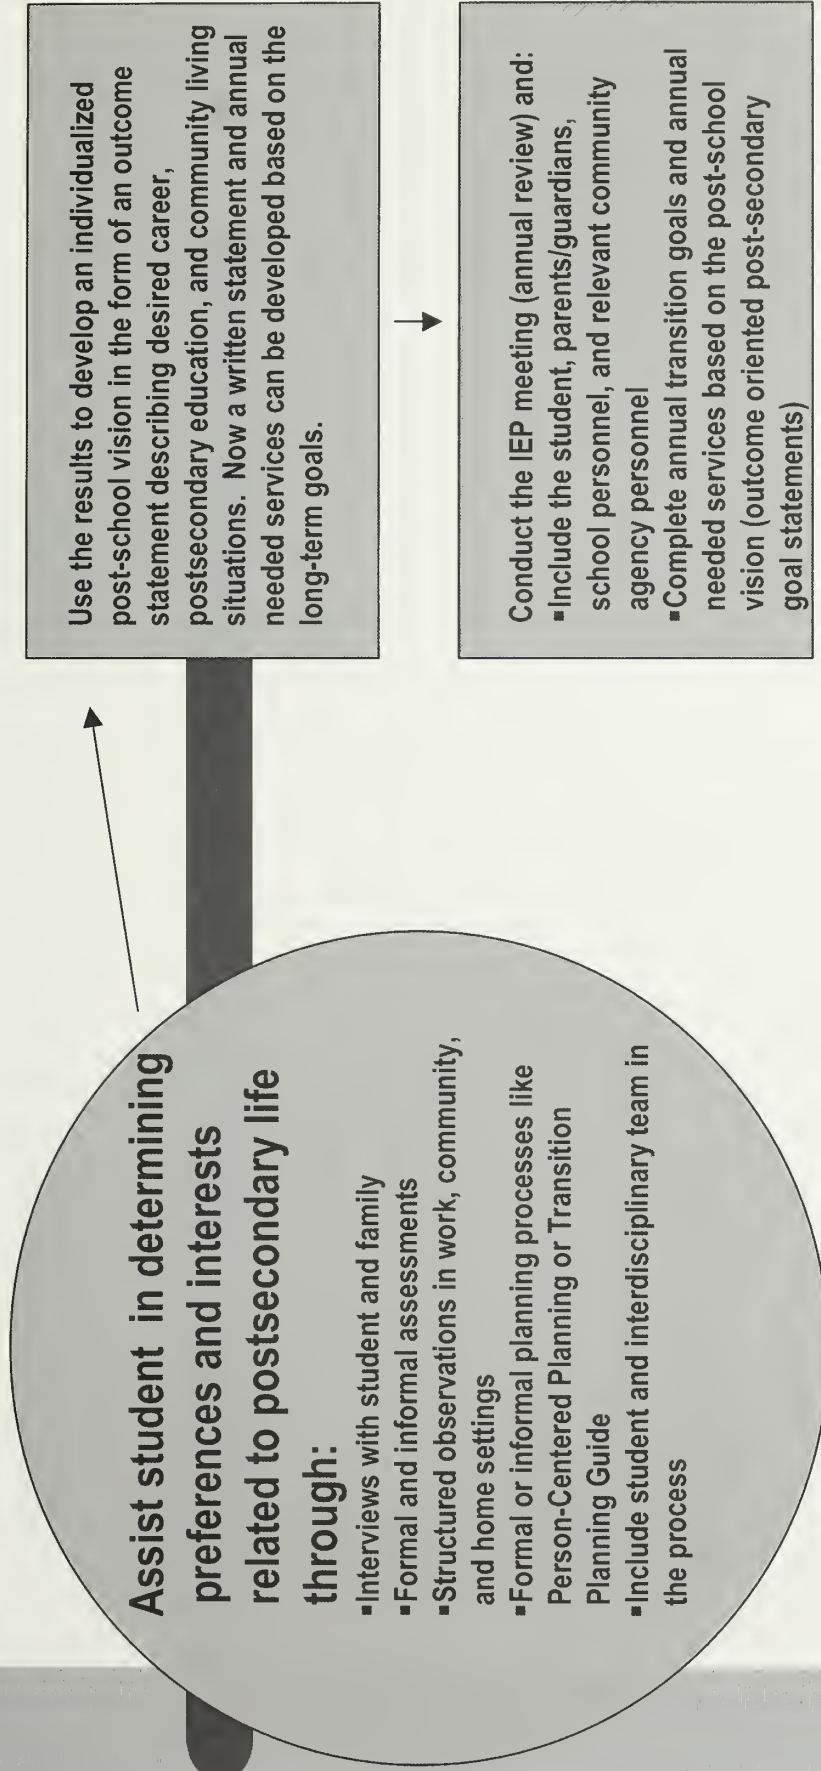 Assist student in determining
preferences and interests
related to postsecondary life
through:
▪Interviews with student and family
▪Formal and informal assessments
▪Structured observations in work, community,
and home settings
▪Formal or informal planning processes like
Person-Centered Planning or Transition
Planning Guide
▪Include student and interdisciplinary team in
the process
Use the results to develop an individualized
post-school vision in the form of an outcome
statement describing desired career,
postsecondary education, and community living
situations. Now a written statement and annual
needed services can be developed based on the
long-term goals.
Conduct the IEP meeting (annual review) and:
▪Include the student, parents/guardians,
school personnel, and relevant community
agency personnel
▪Complete annual transition goals and annual
needed services based on the post-school
vision (outcome oriented post-secondary
goal statements)